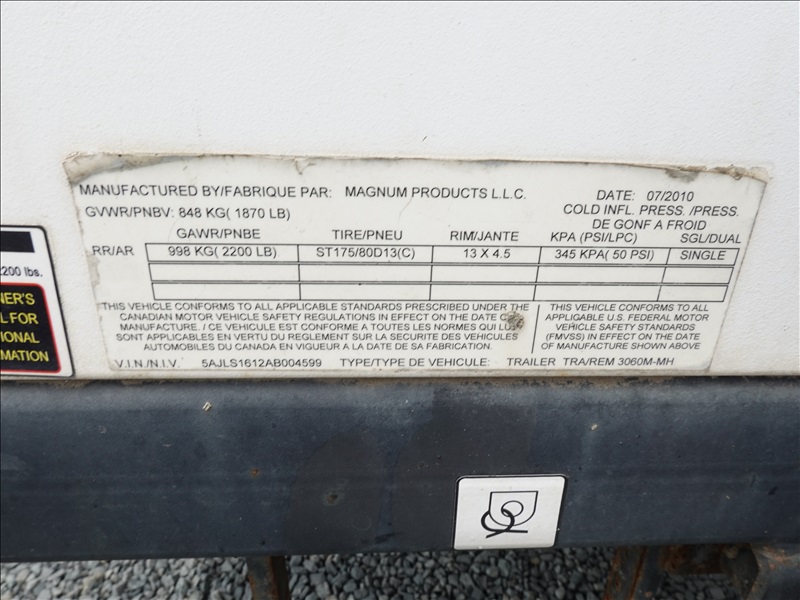 MANUFACTURED BY/FABRIQUE PAR: MAGNUM PRODUCTS L.L.C. DATE: 07/2010
GVWR/PNBV: 848 KG( 1870 LB) COLD INFL. PRESS. /PRESS.
DE GONF A FROID
GAWR/PNBE TIRE/PNEU RIM/JANTE KPA (PSI/LPC) SGL/DUAL
RR/AR 998 KG( 2200 LB) ST175/80D13(C) 13 X 4.5 345 KPA( 50 PSI) SINGLE
THIS VEHICLE CONFORMS TO ALL APPLICABLE STANDARDS PRESCRIBED UNDER THE
CANADIAN MOTOR VEHICLE SAFETY REGULATIONS IN EFFECT ON THE DATE OF
MANUFACTURE. / CE VEHICULE EST CONFORME A TOUTES LES NORMES QUI LUI
SONT APPLICABLES EN VERTU DU REGLEMENT SUR LA SECURITE DES VEHICULES
AUTOMOBILES DU CANADA EN VIGUEUR A LA DATE DE SA FABRICATION.
THIS VEHICLE CONFORMS TO ALL
APPLICABLE U.S. FEDERAL MOTOR
VEHICLE SAFETY STANDARDS
(FMVSS) IN EFFECT ON THE DATE
OF MANUFACTURE SHOWN ABOVE
V.I.N./N.I.V. 5AJLS1612AB004599 TYPE/TYPE DE VEHICULE: TRAILER TRA/REM 3060M-MH
2200 lbs.
NER'S
L FOR
IONAL
MATION